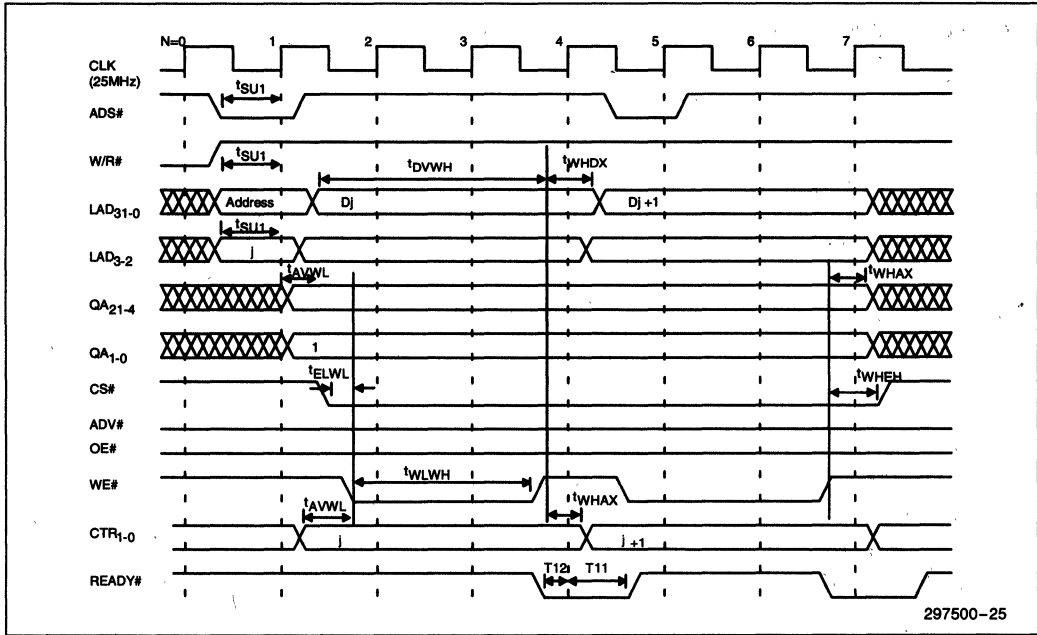 N=0 1 2 3 4 5 6 7
CLK
(25MHz)
tSU1
ADS#
tSU1
W/R#
tDVWH tWHDX
LAD31-0 Address Dj Dj +1
tSU1
LAD3-2 j
tAVWL tWHAX
QA21-4
QA1-0 1
tELWL tWHEH
CS#
ADV#
OE#
WE# tWLWH
tAVWL tWHAX
CTR1-0 j j +1
T12 T11
READY#
297500-25